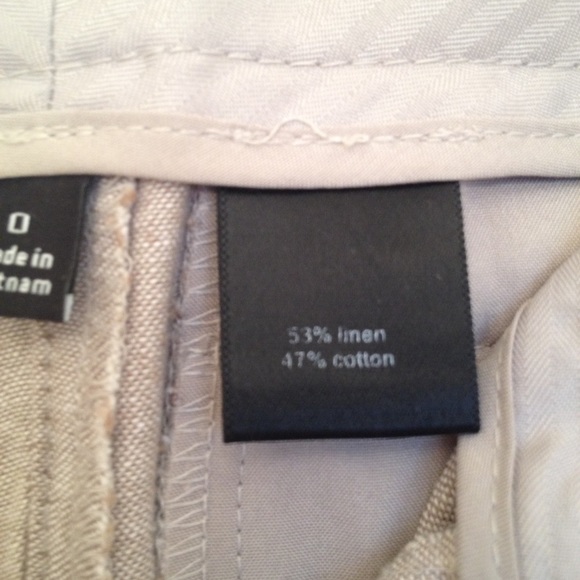 0
ade in
tnam
53% linen
47% cotton